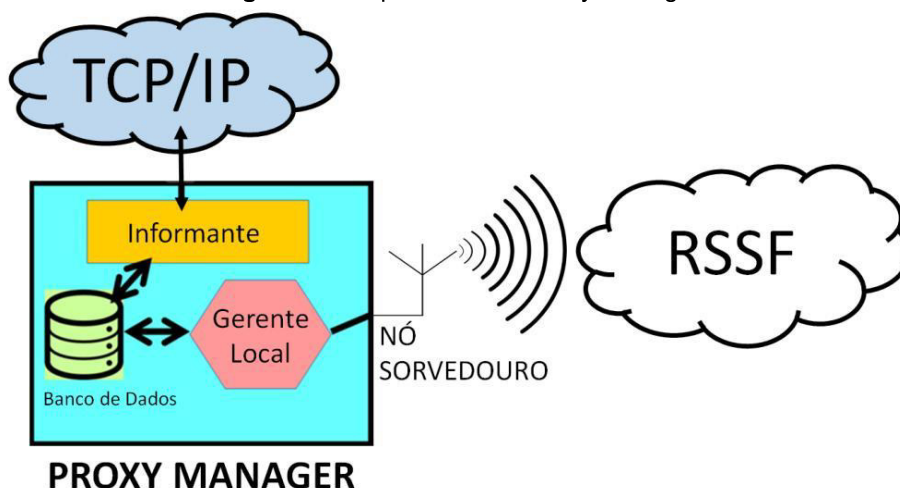 TCP/IP
Informante
Gerente
Local
Banco de Dados
NÓ
SORVEDOURO
RSSF
PROXY MANAGER